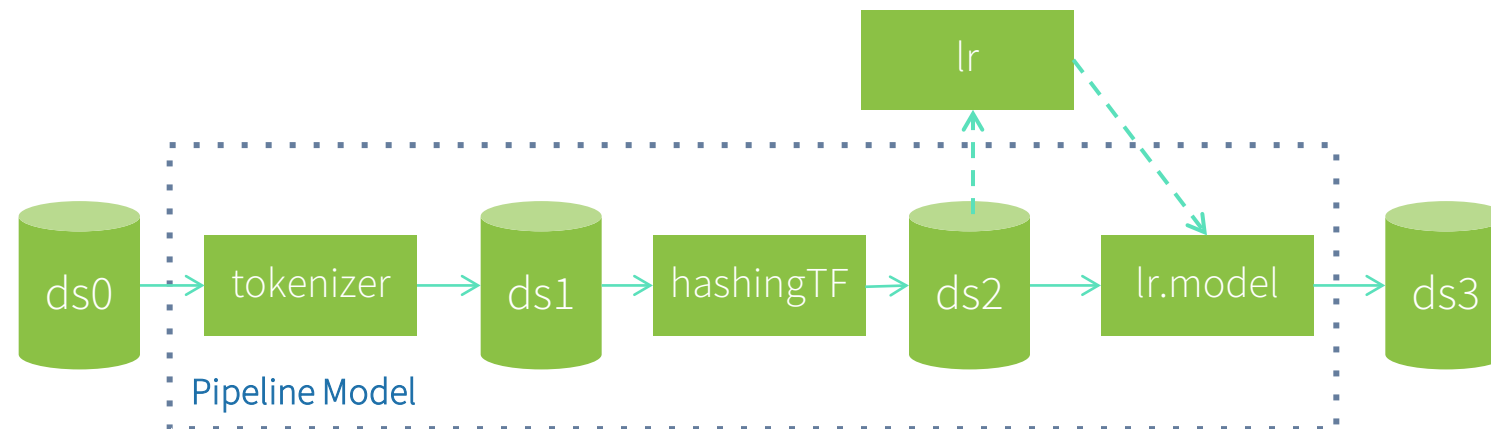 lr
ds0
tokenizer
ds1
hashingTF
ds2
lr.model
ds3
Pipeline Model